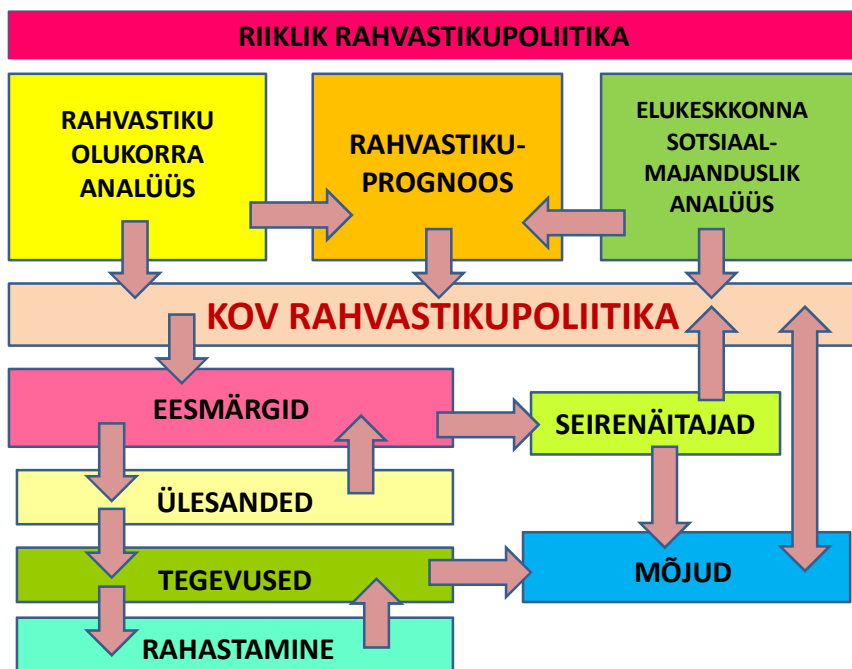 RIIKLIK RAHVASTIKUPOLIITIKA
RAHVASTIKU
OLUKORRA
ANALÜÜS
RAHVASTIKU-
PROGNOOS
ELUKESKKONNA
SOTSIAAL-
MAJANDUSLIK
ANALÜÜS
KOV RAHVASTIKUPOLIITIKA
EESMÄRGID
SEIRENÄITAJAD
ÜLESANDED
TEGEVUSED
MÕJUD
RAHASTAMINE